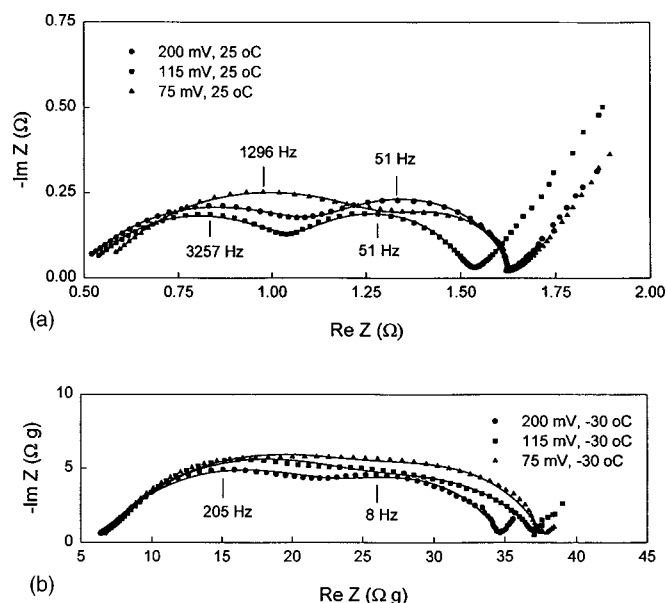 0.75
200 mV, 25 oC
115 mV, 25 oC
75 mV, 25 oC
0.50
-Im Z (Ω)
1296 Hz
51 Hz
0.25
3257 Hz
51 Hz
0.00
0.50 0.75 1.00 1.25 1.50 1.75 2.00
(a)
Re Z (Ω)
10
200 mV, -30 oC
115 mV, -30 oC
75 mV, -30 oC
-Im Z (Ω g)
5
205 Hz
8 Hz
0
5 10 15 20 25 30 35 40 45
(b)
Re Z (Ω g)